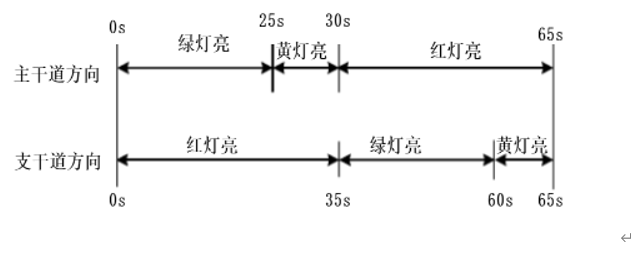 0s 25s 30s 65s
绿灯亮 黄灯亮 红灯亮
主干道方向
红灯亮 绿灯亮 黄灯亮
支干道方向
0s 35s 60s 65s
↵